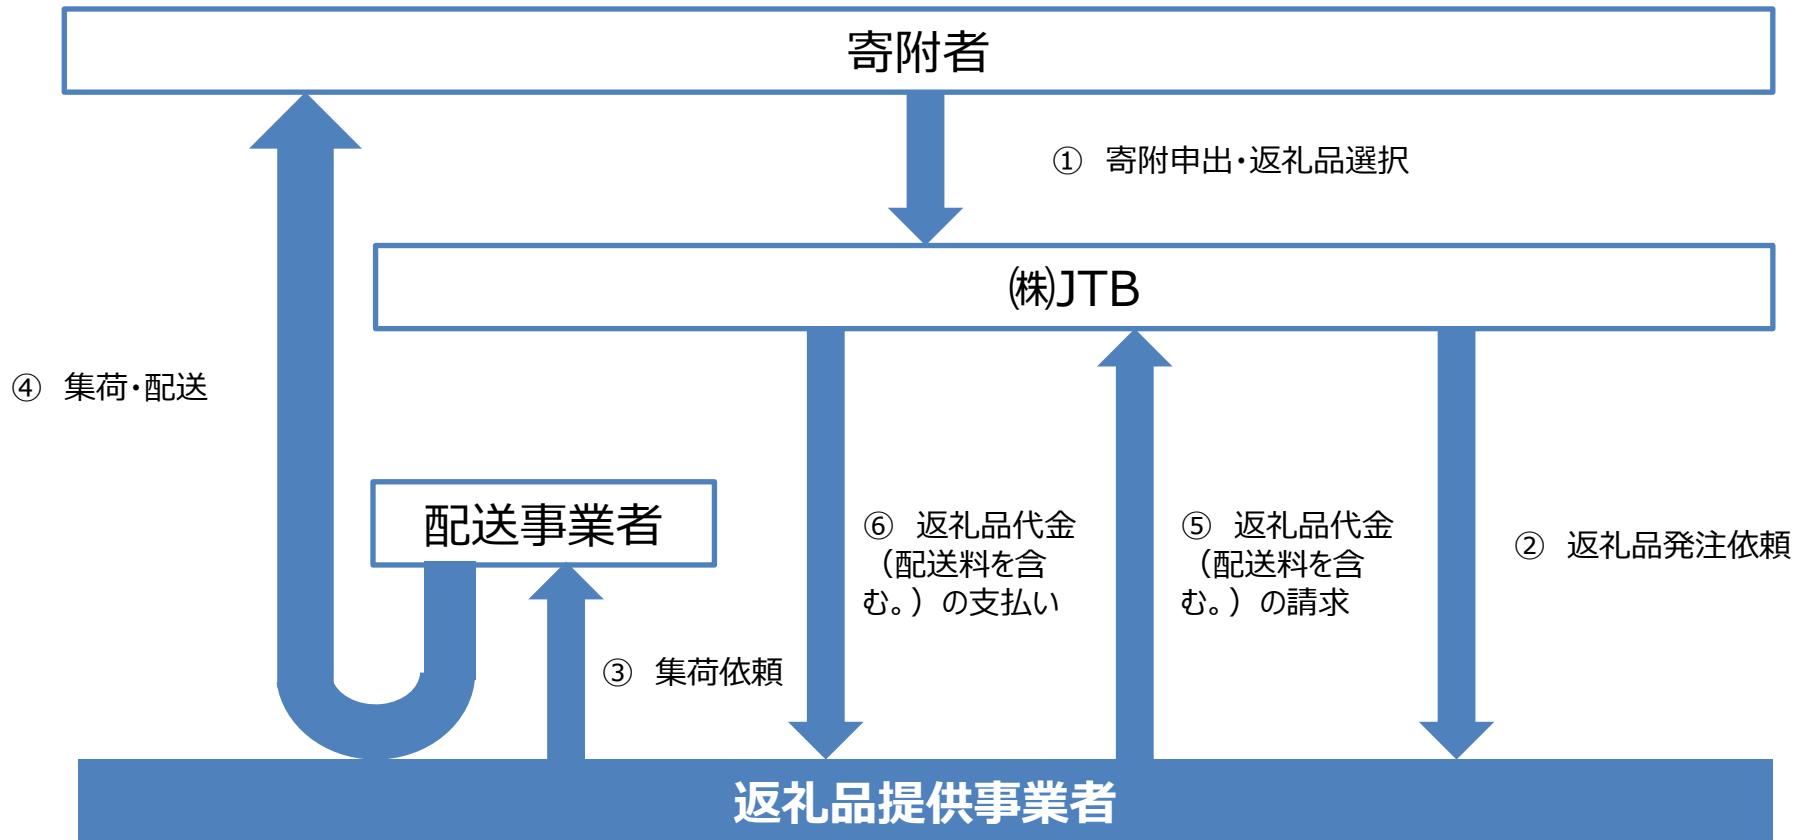 寄附者
① 寄附申出・返礼品選択
㈱JTB
④ 集荷・配送
配送事業者
⑥ 返礼品代金
（配送料を含
む。）の支払い
⑤ 返礼品代金
（配送料を含
む。）の請求
② 返礼品発注依頼
③ 集荷依頼
返礼品提供事業者